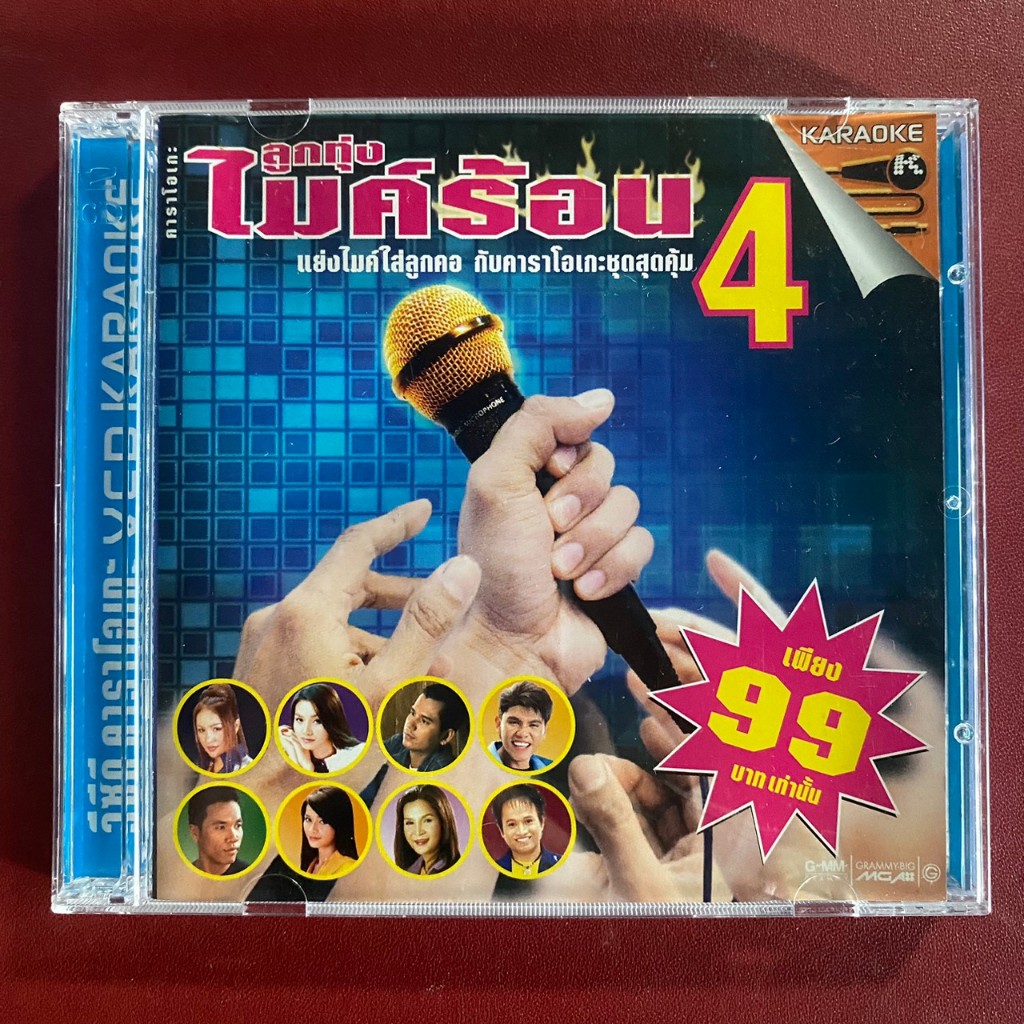 คาราโอเกะ
ลูกทุ่ง
ไมค์ร้อน 4
แย่งไมค์ใส่ลูกคอ กับคาราโอเกะชุดสุดคุ้ม
KARAOKE
MICROPHONE
เพียง
99
บาทเท่านั้น
G-MM-
GRAMMY-BIG
MGA
วีซีดี คาราโอเกะ
VCD KARAOKE